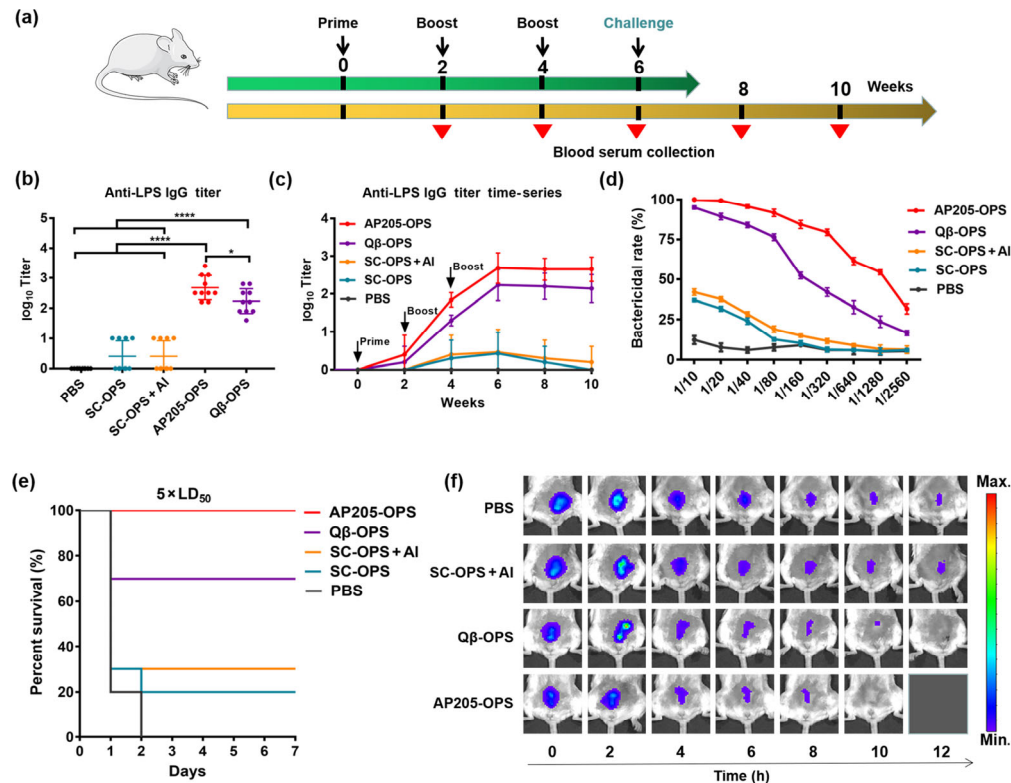 (a)
Prime Boost Boost Challenge
0 2 4 6
8 10 Weeks
Blood serum collection
(b)
Anti-LPS IgG titer
****
****
*
log10 Titer
5
4
3
2
1
0
PBS
SC-OPS
SC-OPS+Al
AP205-OPS
Qβ-OPS
(c)
Anti-LPS IgG titer time-series
AP205-OPS
Qβ-OPS
SC-OPS+Al
SC-OPS
PBS
Boost
Boost
Prime
log10 Titer
4
3
2
1
0
0 2 4 6 8 10
Weeks
(d)
AP205-OPS
Qβ-OPS
SC-OPS+Al
SC-OPS
PBS
Bactericidal rate (%)
100
75
50
25
0
1/10
1/20
1/40
1/80
1/160
1/320
1/640
1/1280
1/2560
(e)
5×LD50
AP205-OPS
Qβ-OPS
SC-OPS+Al
SC-OPS
PBS
Percent survival (%)
100
80
60
40
20
0
0 1 2 3 4 5 6 7
Days
(f)
PBS
SC-OPS+Al
Qβ-OPS
AP205-OPS
0 2 4 6 8 10 12
Time (h)
Max.
Min.